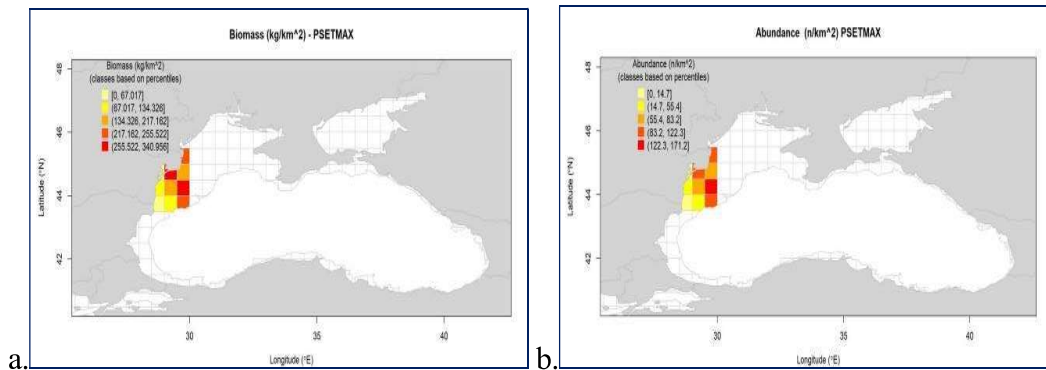 Biomass (kg/km^2) - PSETMAX
Biomass (kg/km^2)
(classes based on percentiles)
[0, 67.017]
(67.017, 134.326]
(134.326, 217.162]
(217.162, 255.522]
(255.522, 340.956]
Latitude (°N)
48
46
44
42
30
35
40
Longitude (°E)
a.
Abundance (n/km^2) PSETMAX
Abundance (n/km^2)
(classes based on percentiles)
[0, 14.7]
(14.7, 55.4]
(55.4, 83.2]
(83.2, 122.3]
(122.3, 171.2]
Latitude (°N)
48
46
44
42
30
35
40
Longitude (°E)
b.